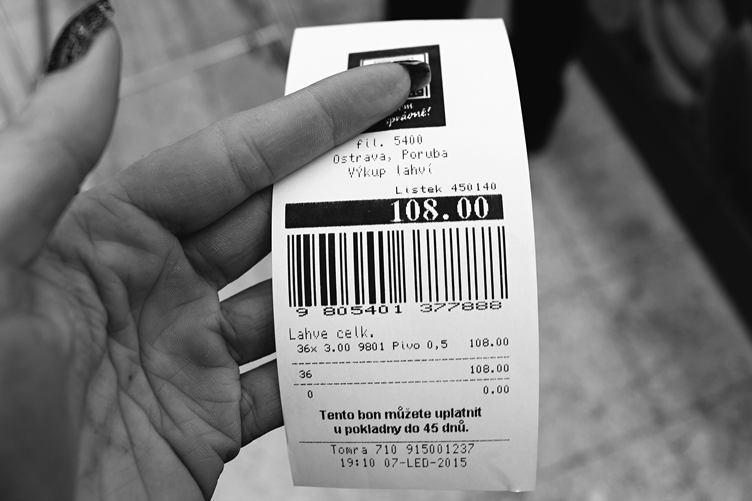 správně!
fil. 5400
Ostrava, Poruba
Výkup lahví
Lístek 450140
108.00
9 805401 377888
Lahve celk.
36x 3.00 9801 Pivo 0,5 108.00
36 108.00
0 0.00
Tento bon můžete uplatnit
u pokladny do 45 dnů.
Tomra 710 915001237
19:10 07-LED-2015